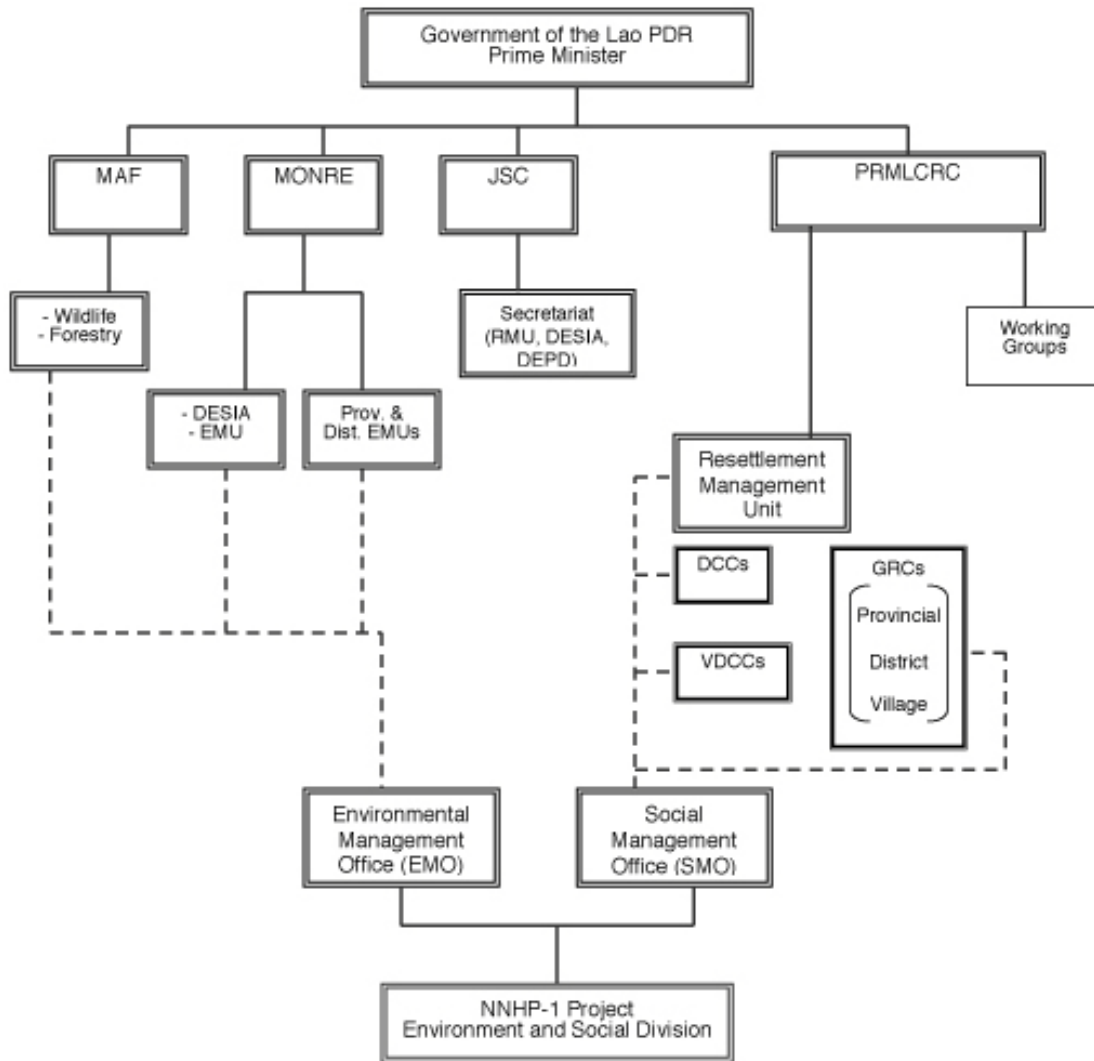 Government of the Lao PDR
Prime Minister
MAF
MONRE
JSC
PRMLCRC
- Wildlife
- Forestry
Secretariat
(RMU, DESIA,
DEPD)
Working
Groups
- DESIA
- EMU
Prov. &
Dist. EMUs
Resettlement
Management
Unit
DCCs
GRCs
Provincial
District
Village
VDCCs
Environmental
Management
Office (EMO)
Social
Management
Office (SMO)
NNHP-1 Project
Environment and Social Division